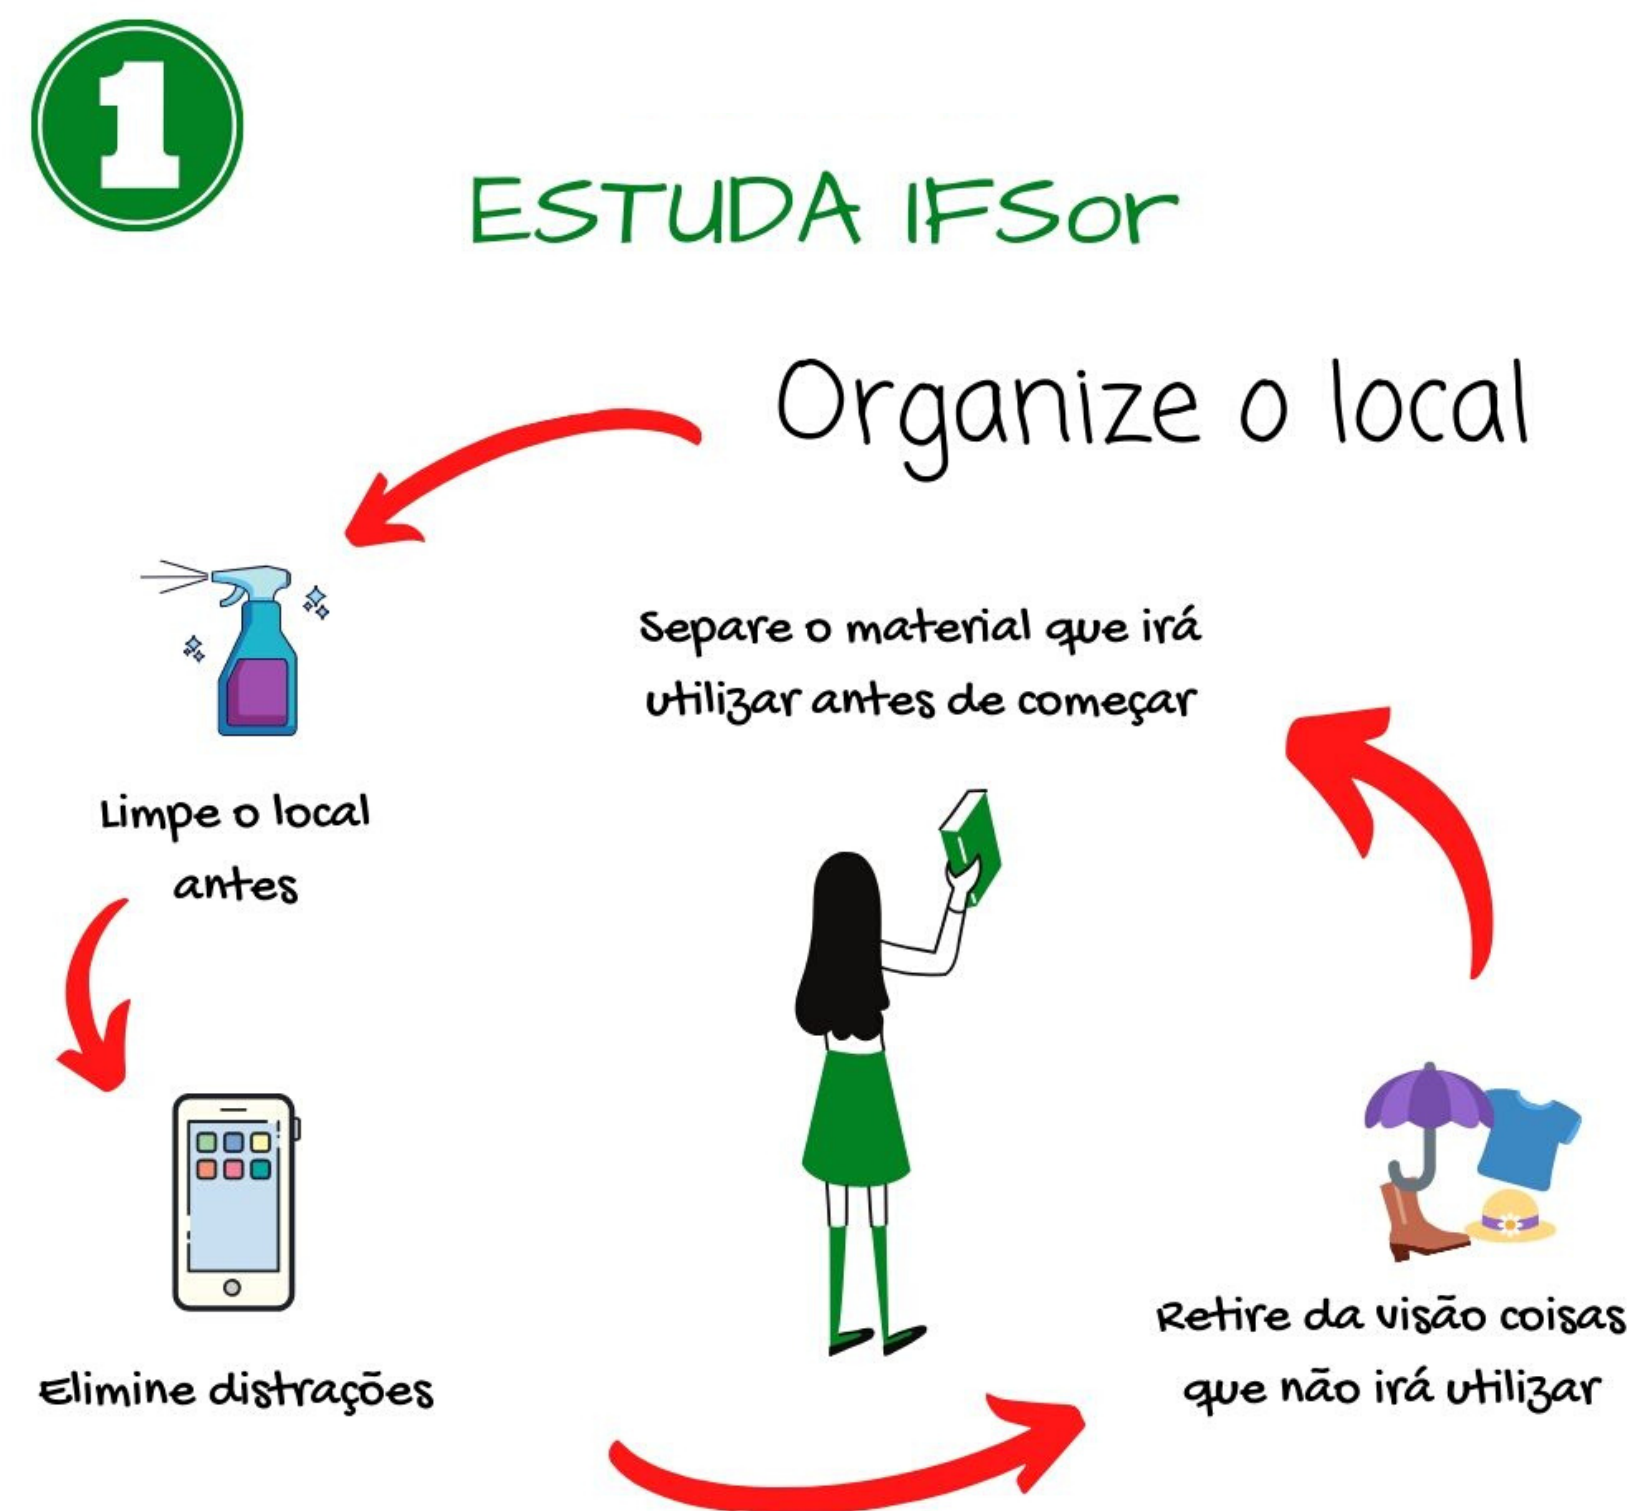 1
ESTUDA IFSor
Organize o local
Limpe o local
antes
Elimine distrações
Retire da visão coisas
que não irá utilizar
Separe o material que irá
utilizar antes de começar